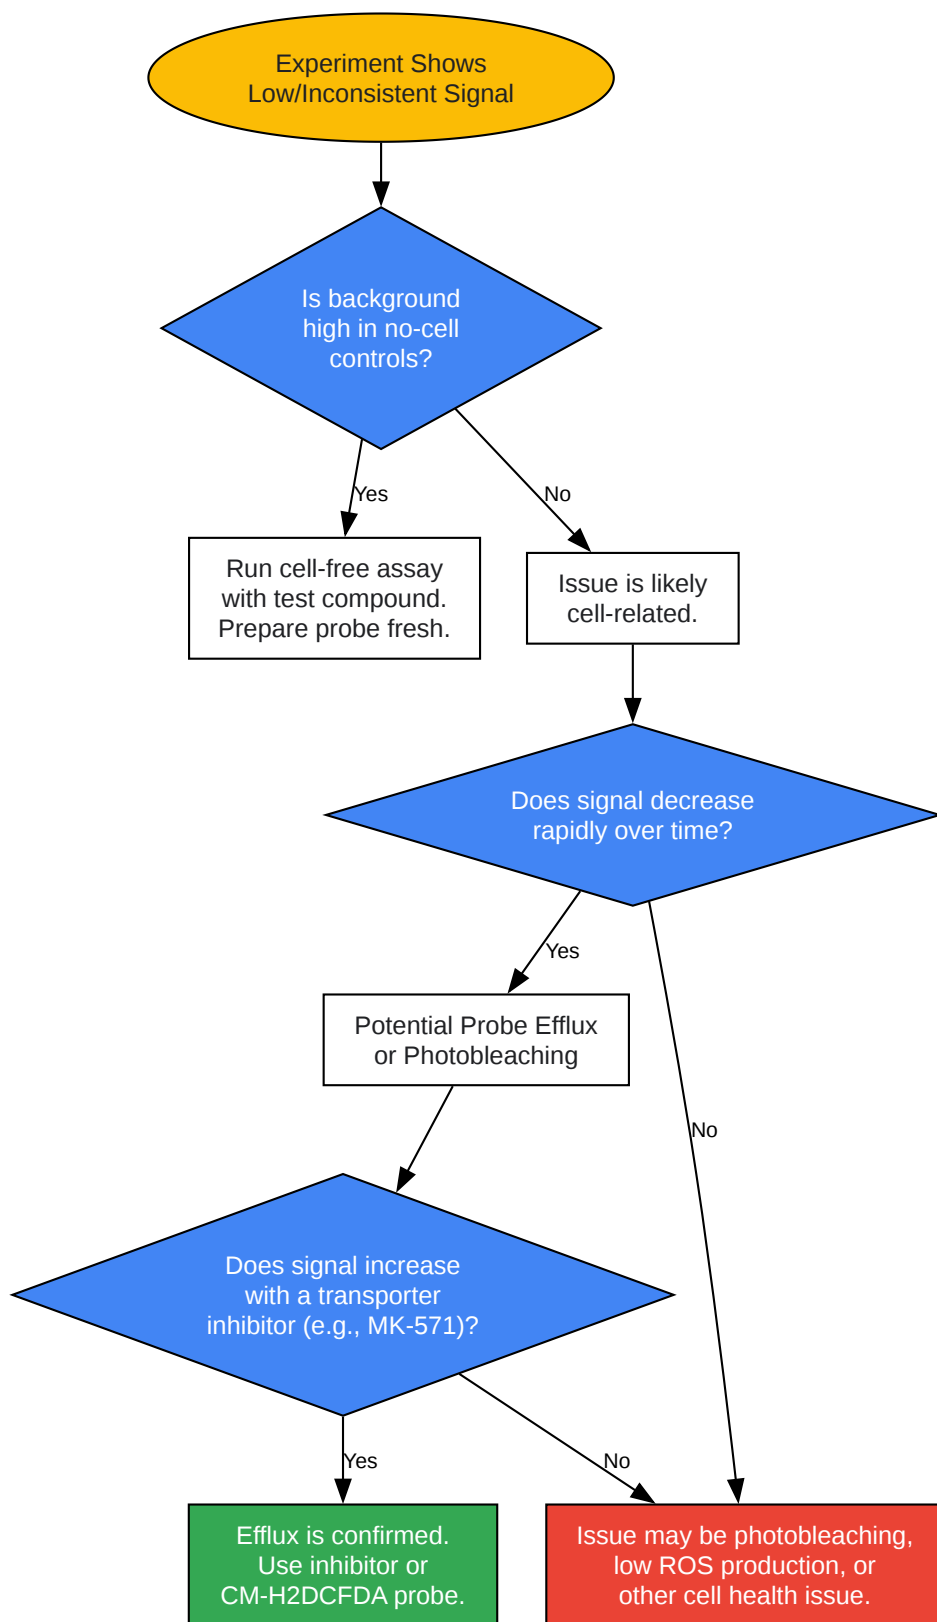 Experiment Shows
Low/Inconsistent Signal
Is background
high in no-cell
controls?
Yes
No
Run cell-free assay
with test compound.
Prepare probe fresh.
Issue is likely
cell-related.
Does signal decrease
rapidly over time?
Yes
Potential Probe Efflux
or Photobleaching
No
Does signal increase
with a transporter
inhibitor (e.g., MK-571)?
Yes
No
Efflux is confirmed.
Use inhibitor or
CM-H2DCFDA probe.
Issue may be photobleaching,
low ROS production, or
other cell health issue.